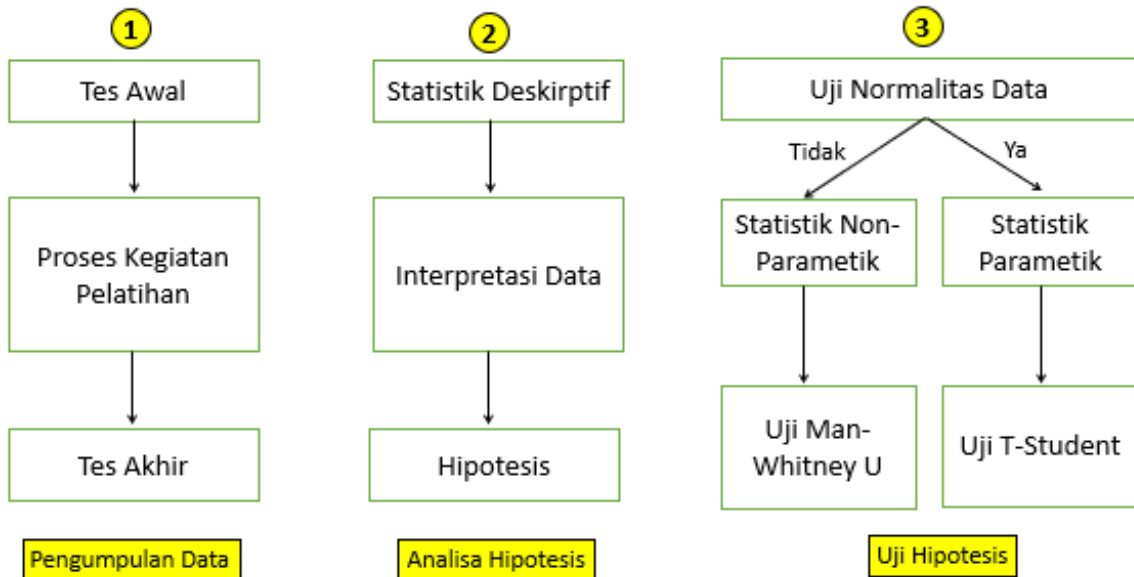 1
Tes Awal
Proses Kegiatan
Pelatihan
Tes Akhir
Pengumpulan Data
2
Statistik Deskirptif
Interpretasi Data
Hipotesis
Analisa Hipotesis
3
Uji Normalitas Data
Tidak
Ya
Statistik Non-
Parametik
Statistik
Parametik
Uji Man-
Whitney U
Uji T-Student
Uji Hipotesis